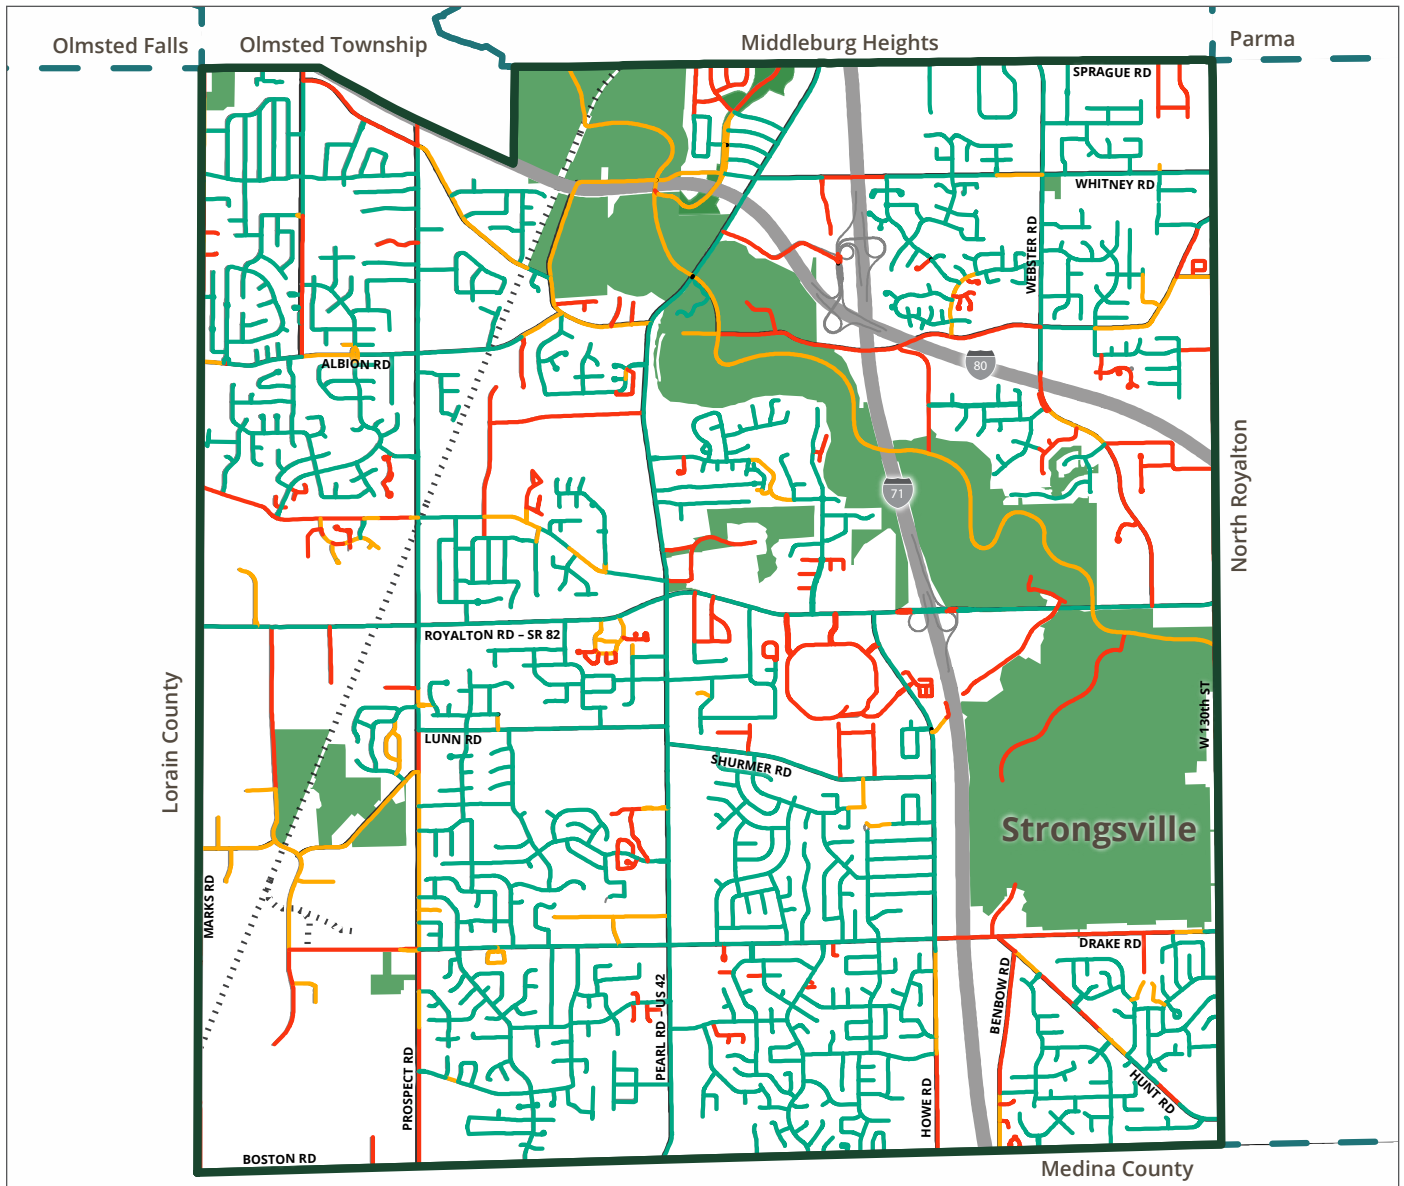 Olmsted Falls
Olmsted Township
Middleburg Heights
Parma
SPRAGUE RD
WHITNEY RD
WEBSTER RD
80
ALBION RD
North Royalton
71
ROYALTON RD – SR 82
Lorain County
W 130th ST
LUNN RD
SHURMER RD
Strongsville
MARKS RD
DRAKE RD
BENBOW RD
PEARL RD – US 42
PROSPECT RD
HOWE RD
HUNT RD
BOSTON RD
Medina County